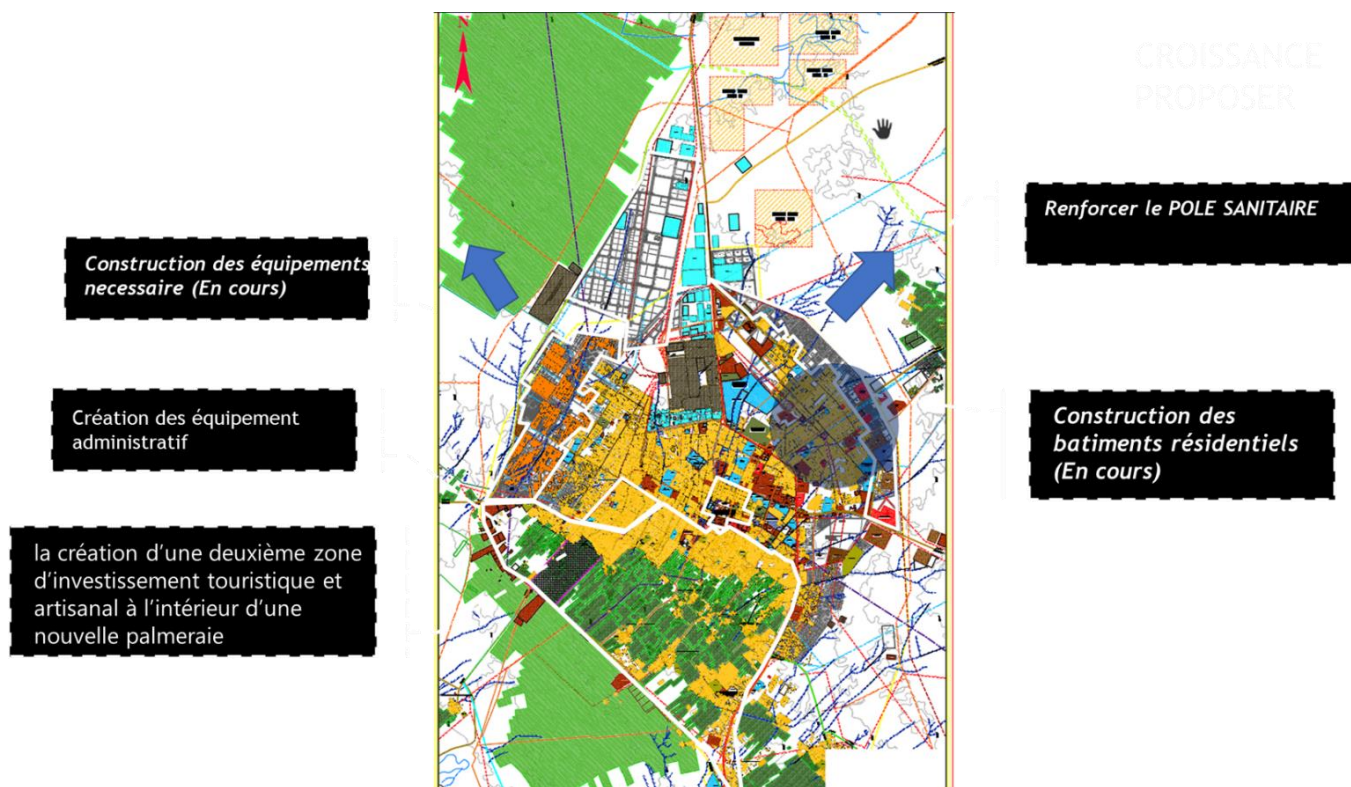 N
CROISSANCE
PROPOSER
Construction des équipements
necessaire (En cours)
Création des équipement
administratif
la création d'une deuxième zone
d'investissement touristique et
artisanal à l'intérieur d'une
nouvelle palmeraie
Renforcer le POLE SANITAIRE
Construction des
batiments résidentiels
(En cours)